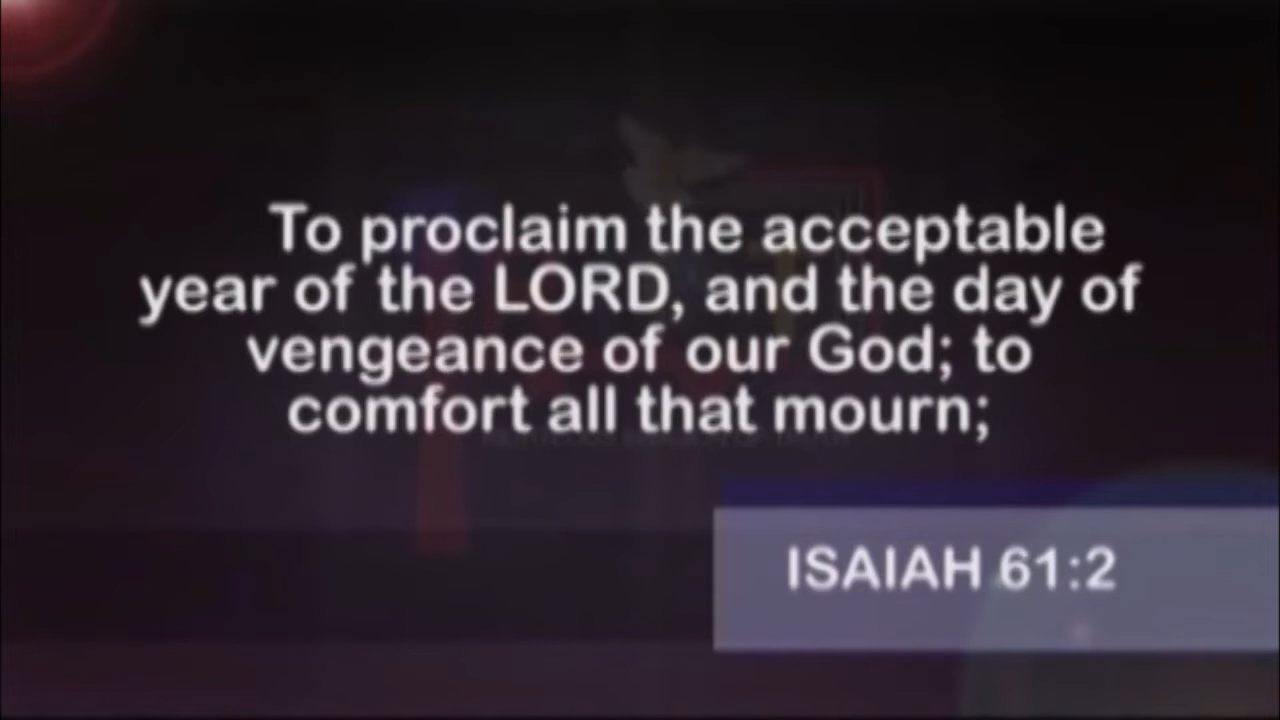 To proclaim the acceptable
year of the LORD, and the day of
vengeance of our God; to
comfort all that mourn;
ISAIAH 61:2